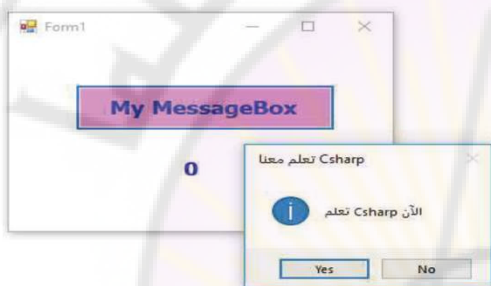 Form1
My MessageBox
0
Csharp تعلم معنا
الآن Csharp تعلم
Yes
No